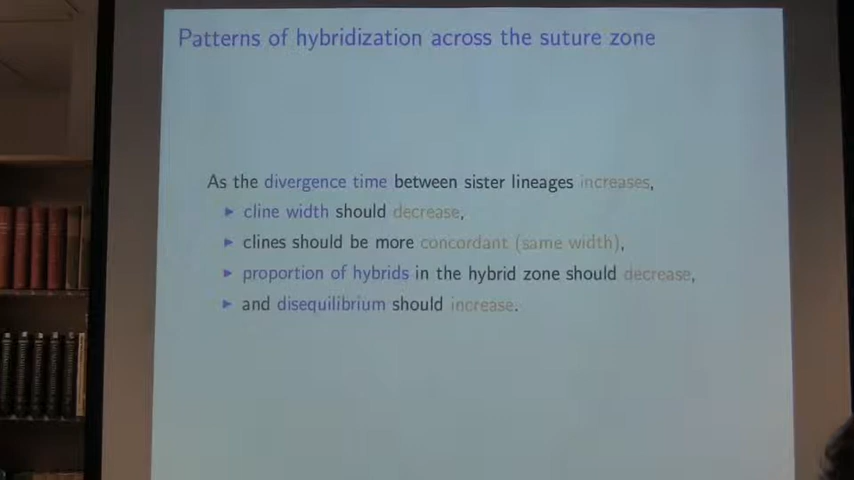 Patterns of hybridization across the suture zone
As the divergence time between sister lineages increases,
▶ cline width should decrease,
▶ clines should be more concordant (same width),
▶ proportion of hybrids in the hybrid zone should decrease,
▶ and disequilibrium should increase.